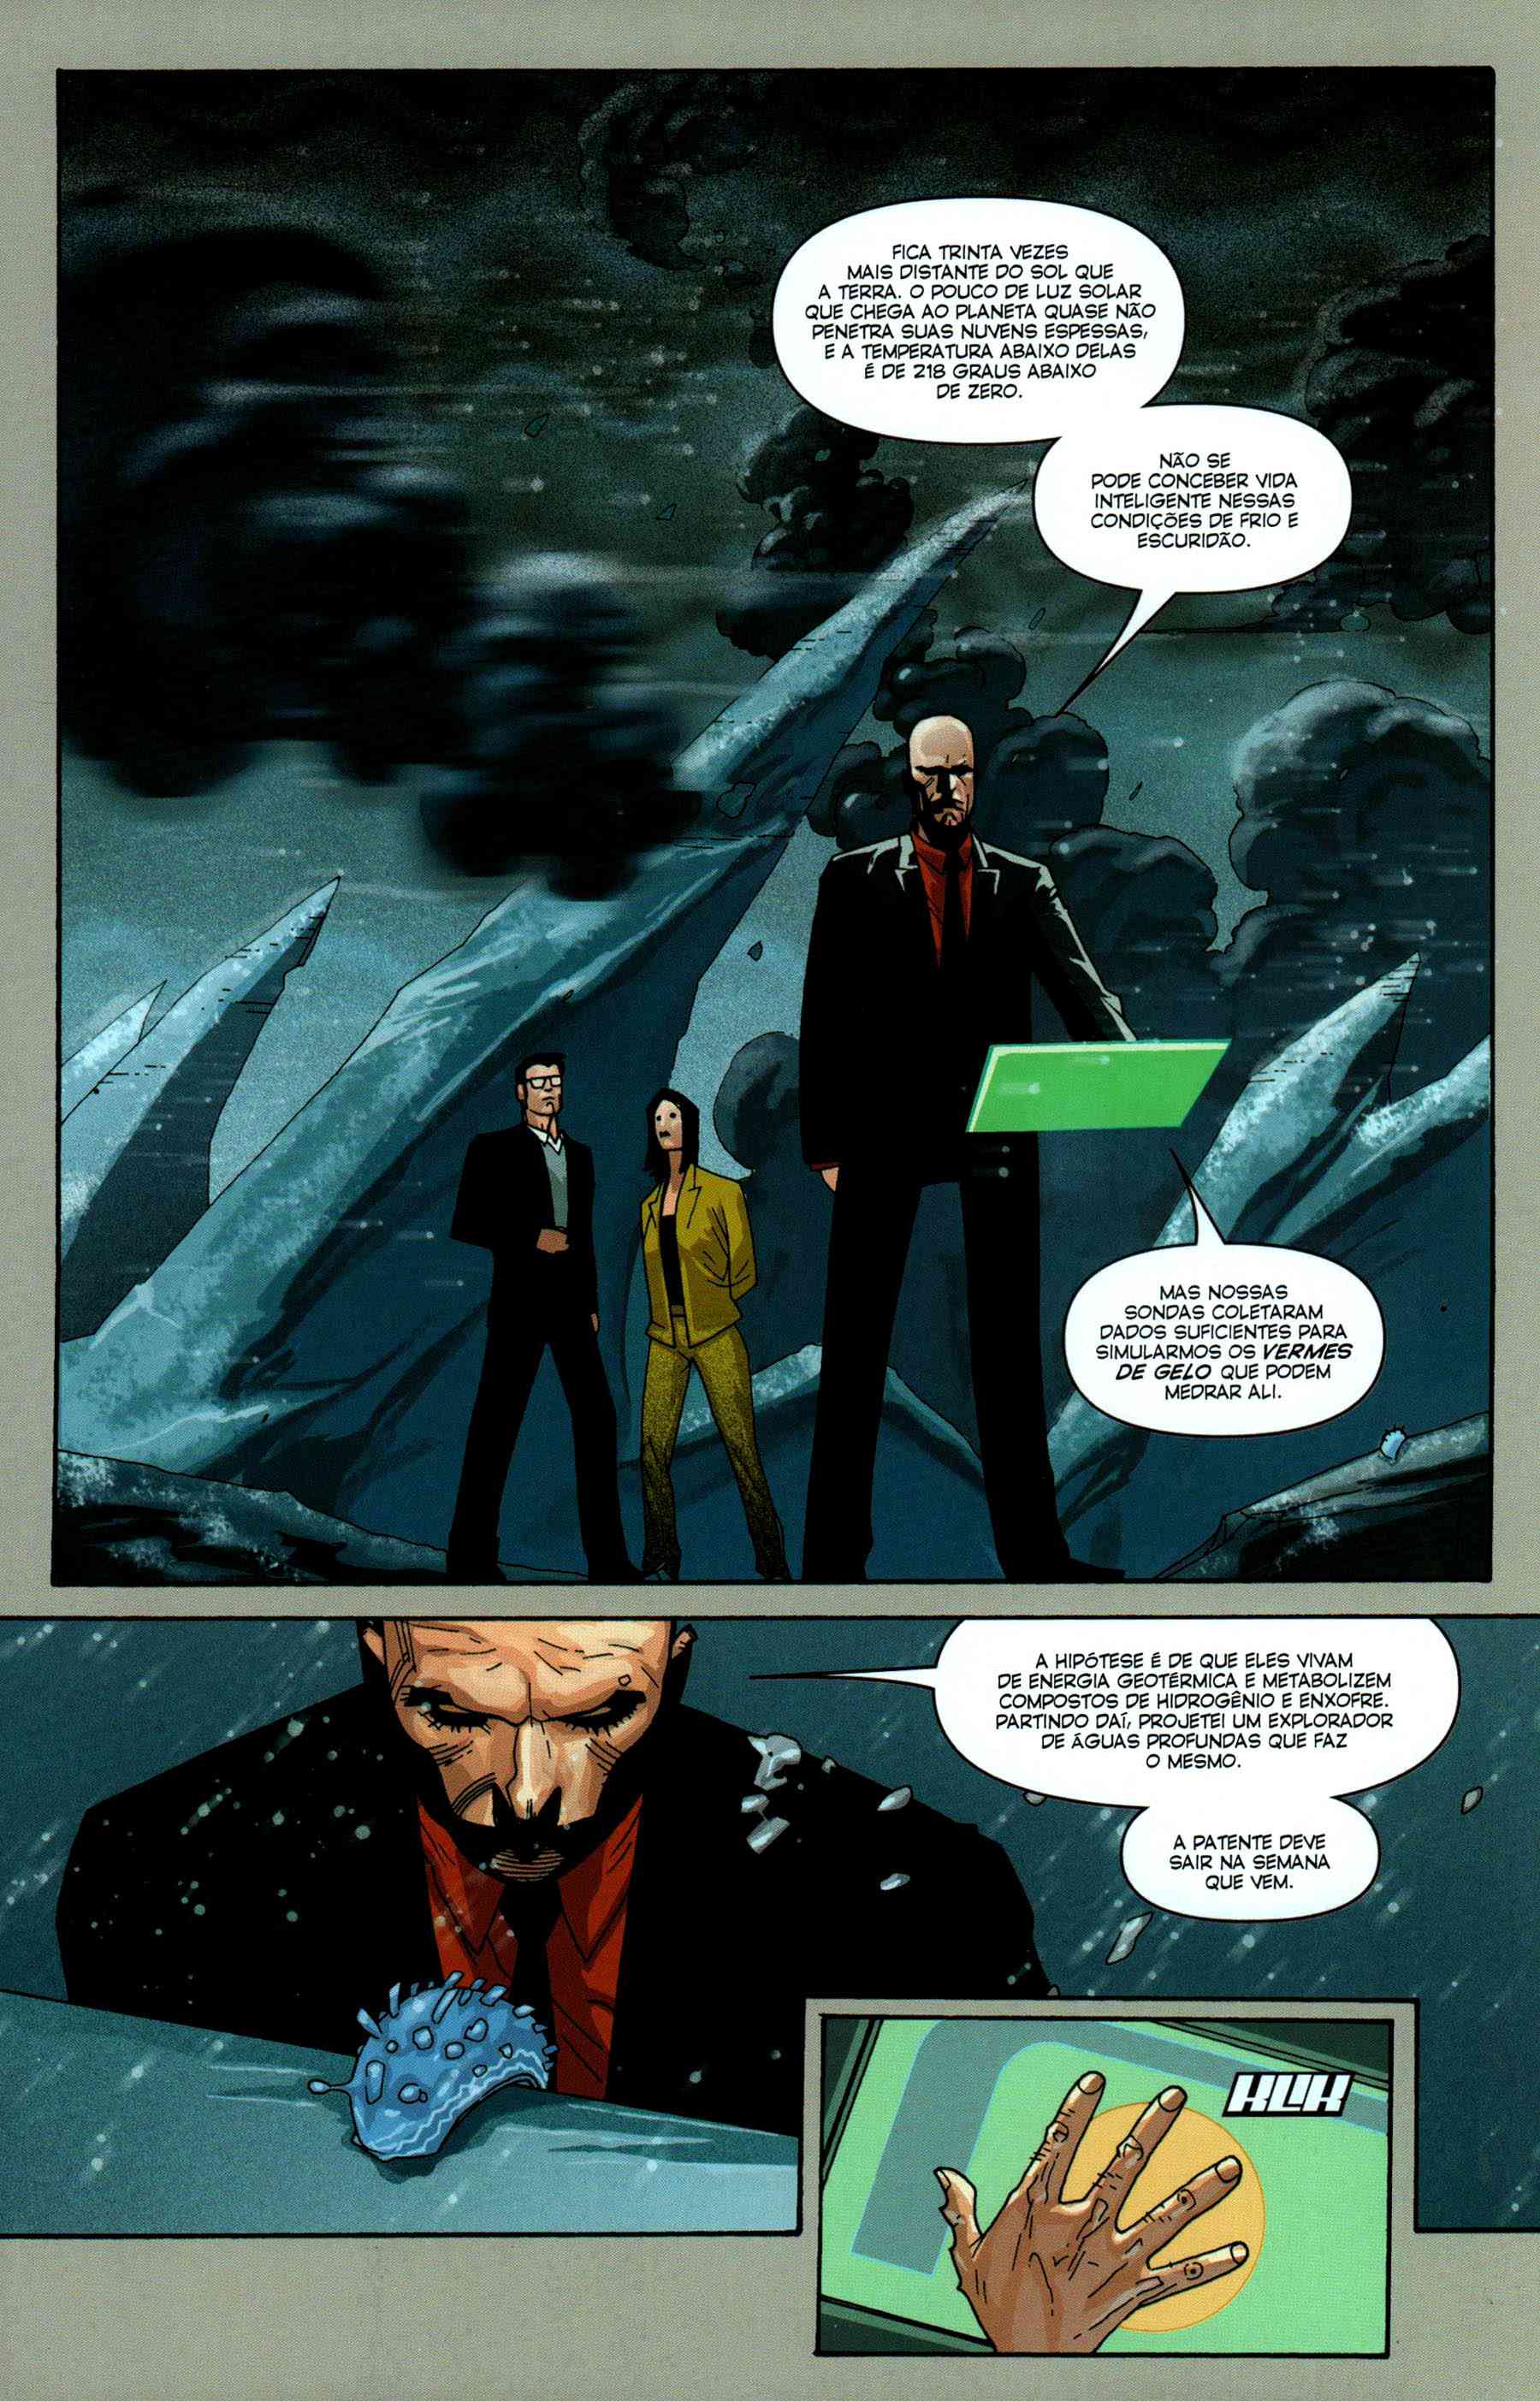 FICA TRINTA VEZES
MAIS DISTANTE DO SOL QUE
A TERRA. O POUCO DE LUZ SOLAR
QUE CHEGA AO PLANETA QUASE NÃO
PENETRA SUAS NUVENS ESPESSAS,
E A TEMPERATURA ABAIXO DELAS
É DE 218 GRAUS ABAIXO
DE ZERO.
NÃO SE
PODE CONCEBER VIDA
INTELIGENTE NESSAS
CONDIÇÕES DE FRIO E
ESCURIDÃO.
MAS NOSSAS
SONDAS COLETARAM
DADOS SUFICIENTES PARA
SIMULARMOS OS VERMES
DE GELO QUE PODEM
MEDRAR ALI.
A HIPÓTESE É DE QUE ELES VIVAM
DE ENERGIA GEOTÉRMICA E METABOLIZEM
COMPOSTOS DE HIDROGÊNIO E ENXOFRE.
PARTINDO DAÍ, PROJETEI UM EXPLORADOR
DE ÁGUAS PROFUNDAS QUE FAZ
O MESMO.
A PATENTE DEVE
SAIR NA SEMANA
QUE VEM.
KLIK